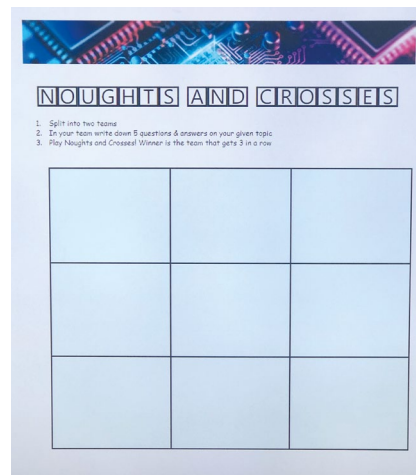 NOUGHTS AND CROSSES
1. Split into two teams
2. In your team write down 5 questions & answers on your given topic
3. Play Noughts and Crosses! Winner is the team that gets 3 in a row